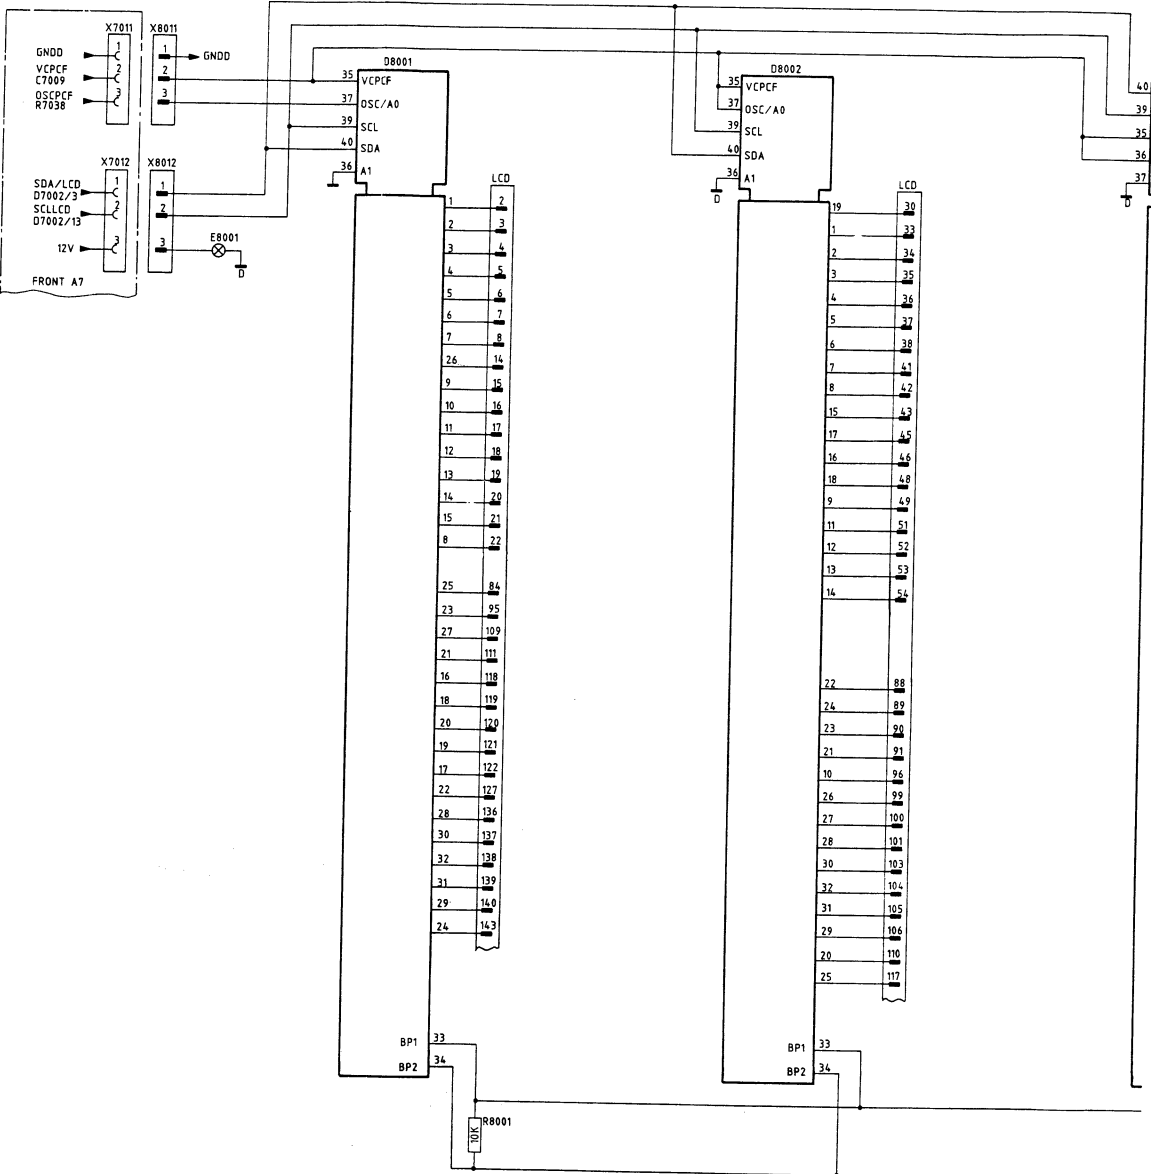 X7011 X8011
GNDD 1 1 GNDD
VCPCF 2 2
C7009
OSCPCF 3 3
R7038
X7012 X8012
SDA/LCD 1 1
D7002/3
SCLLCD 2 2
D7002/13
12V 3 3 E8001
D
FRONT A7
D8001
35 VCPCF
37 OSC/A0
39 SCL
40 SDA
36 A1
LCD
1 2
2 3
3 4
4 5
5 6
6 7
7 8
26 14
9 15
10 16
11 17
12 18
13 19
14 20
15 21
8 22
25 84
23 95
27 109
21 111
16 118
18 119
20 120
19 121
17 122
22 127
28 136
30 137
32 138
31 139
29 140
24 143
BP1 33
BP2 34
R8001
10K
D8002
35 VCPCF
37 OSC/A0
39 SCL
40 SDA
36 A1
D
LCD
19 30
1 33
2 34
3 35
4 36
5 37
6 38
7 41
8 42
15 43
17 45
16 46
18 48
9 49
11 51
12 52
13 53
14 54
22 88
24 89
23 90
21 91
10 96
26 99
27 100
28 101
30 103
32 104
31 105
29 106
20 110
25 117
BP1 33
BP2 34
40
39
35
36
37
D